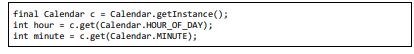 final Calendar c = Calendar.getInstance();
int hour = c.get(Calendar.HOUR_OF_DAY);
int minute = c.get(Calendar.MINUTE);